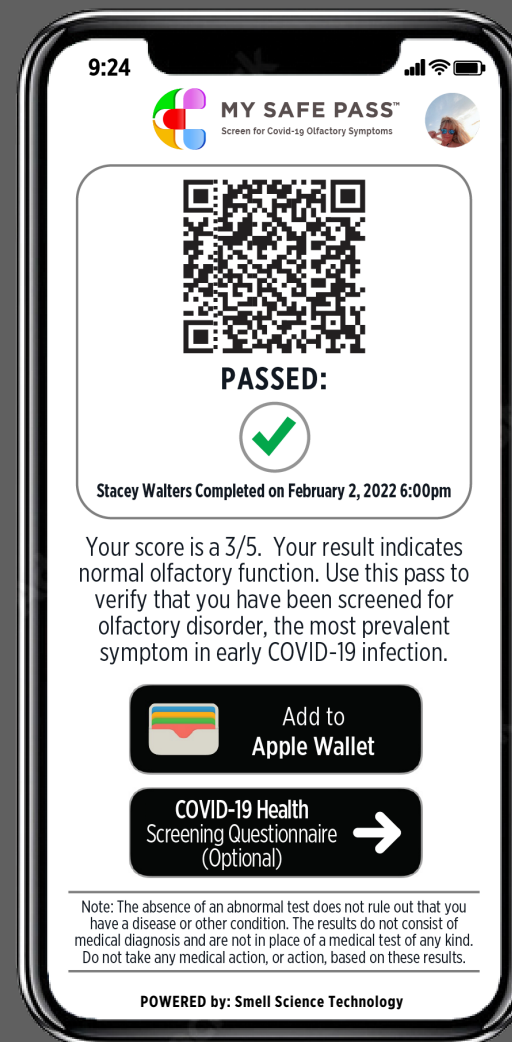 9:24
MY SAFE PASS™
Screen for Covid-19 Olfactory Symptoms
PASSED:
Stacey Walters Completed on February 2, 2022 6:00pm
Your score is a 3/5. Your result indicates
normal olfactory function. Use this pass to
verify that you have been screened for
olfactory disorder, the most prevalent
symptom in early COVID-19 infection.
Add to
Apple Wallet
COVID-19 Health
Screening Questionnaire
(Optional)
Note: The absence of an abnormal test does not rule out that you
have a disease or other condition. The results do not consist of
medical diagnosis and are not in place of a medical test of any kind.
Do not take any medical action, or action, based on these results.
POWERED by: Smell Science Technology